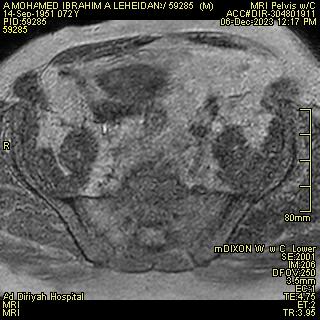 A MOHAMED IBRAHIM A LEHEIDAN:/ 59285 (M)
MRI Pelvis w/C
14-Sep-1951 072Y
ACC#DIR-304801911
PID:59285
06-Dec-2023 12:17 PM
59285
R
80mm
mDIXON W w C Lower
SE:2001
IM:206
DFOV:250
3.5mm
EC:1
Ad Diriyah Hospital
TE:4.75
MRI
ET:2
MRI
TR:3.95